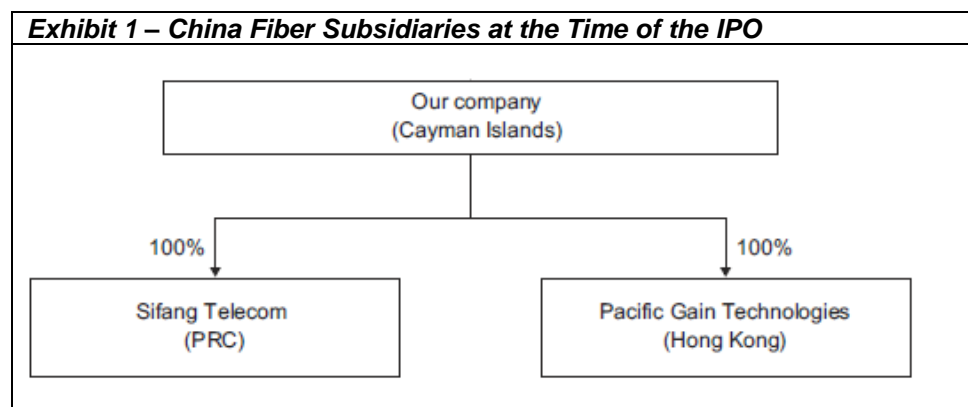 Exhibit 1 – China Fiber Subsidiaries at the Time of the IPO
Our company
(Cayman Islands)
100%
100%
Sifang Telecom
(PRC)
Pacific Gain Technologies
(Hong Kong)